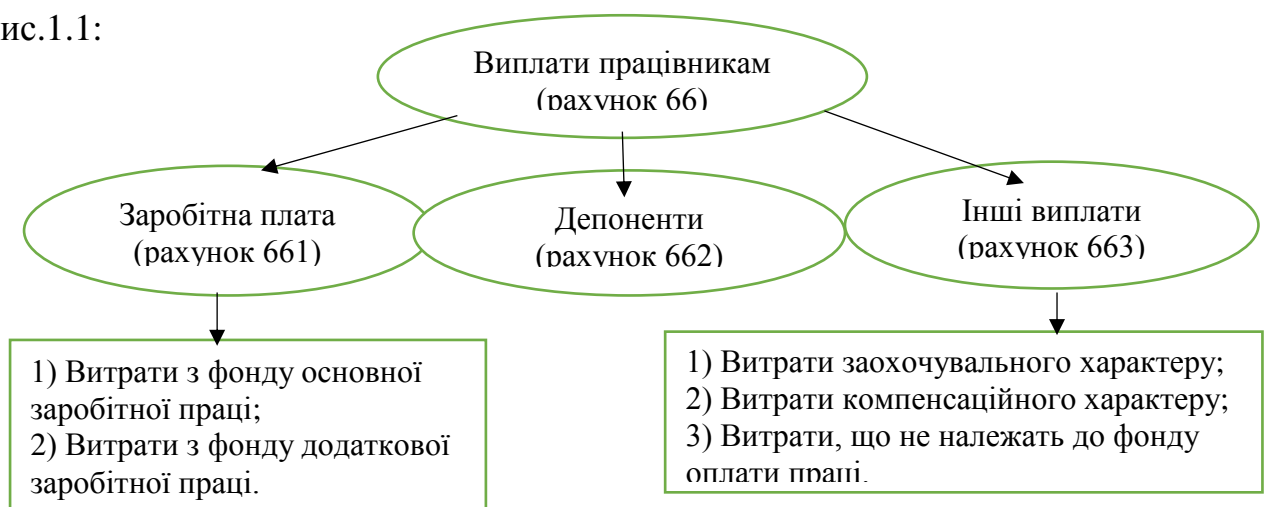 ис.1.1:
Виплати працівникам
(рахунок 66)
Заробітна плата
(рахунок 661)
Депоненти
(рахунок 662)
Інші виплати
(рахунок 663)
1) Витрати з фонду основної
заробітної праці;
2) Витрати з фонду додаткової
заробітної праці.
1) Витрати заохочувального характеру;
2) Витрати компенсаційного характеру;
3) Витрати, що не належать до фонду
оплати праці.